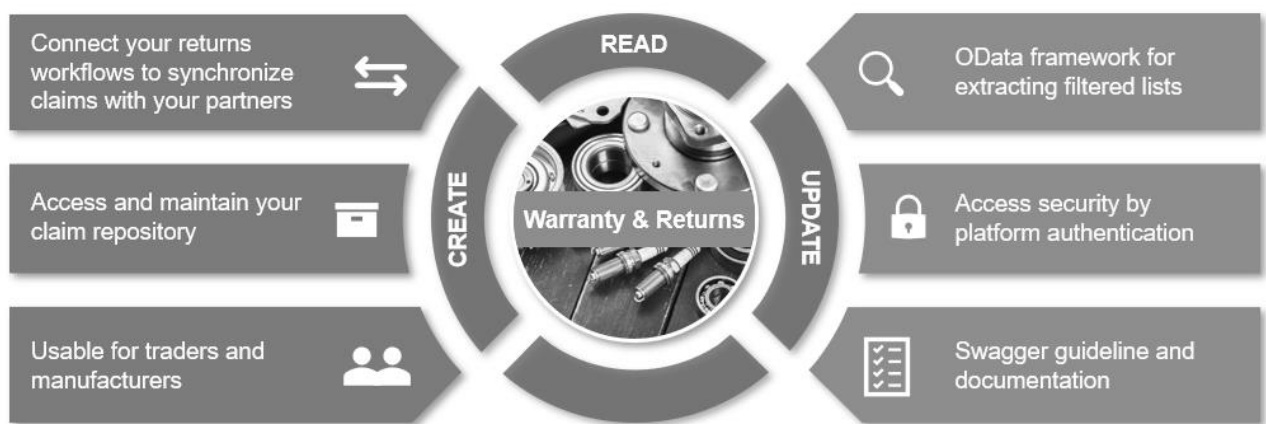 Connect your returns
workflows to synchronize
claims with your partners
Access and maintain your
claim repository
Usable for traders and
manufacturers
READ
CREATE
Warranty & Returns
UPDATE
OData framework for
extracting filtered lists
Access security by
platform authentication
Swagger guideline and
documentation